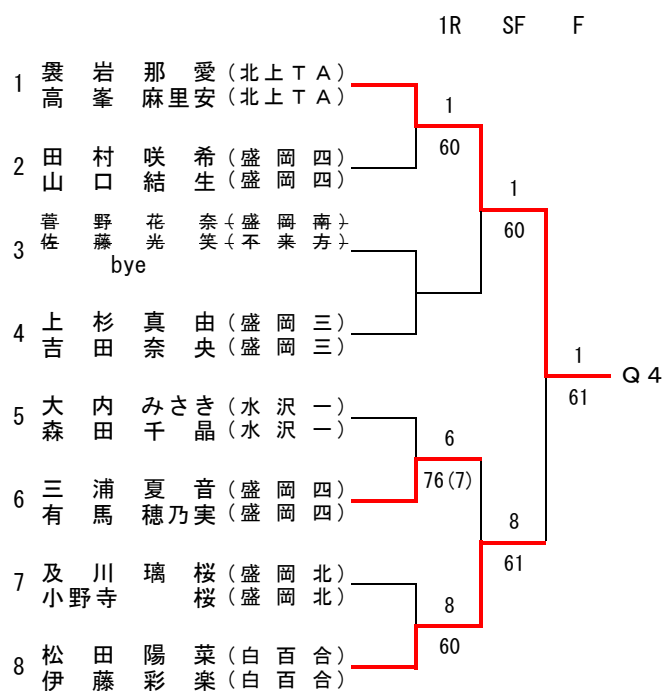 1R SF F
1 袰岩那愛(北上TA)
高峯麻里安(北上TA)
1
60
2 田村咲希(盛岡四)
山口結生(盛岡四)
1
60
3 菅野花奈(盛岡南)
佐藤光笑(不来方)
bye
4 上杉真由(盛岡三)
吉田奈央(盛岡三)
1
61
Q4
5 大内みさき(水沢一)
森田千晶(水沢一)
6
76(7)
6 三浦夏音(盛岡四)
有馬穂乃実(盛岡四)
8
61
7 及川璃桜(盛岡北)
小野寺桜(盛岡北)
8
60
8 松田陽菜(白百合)
伊藤彩楽(白百合)